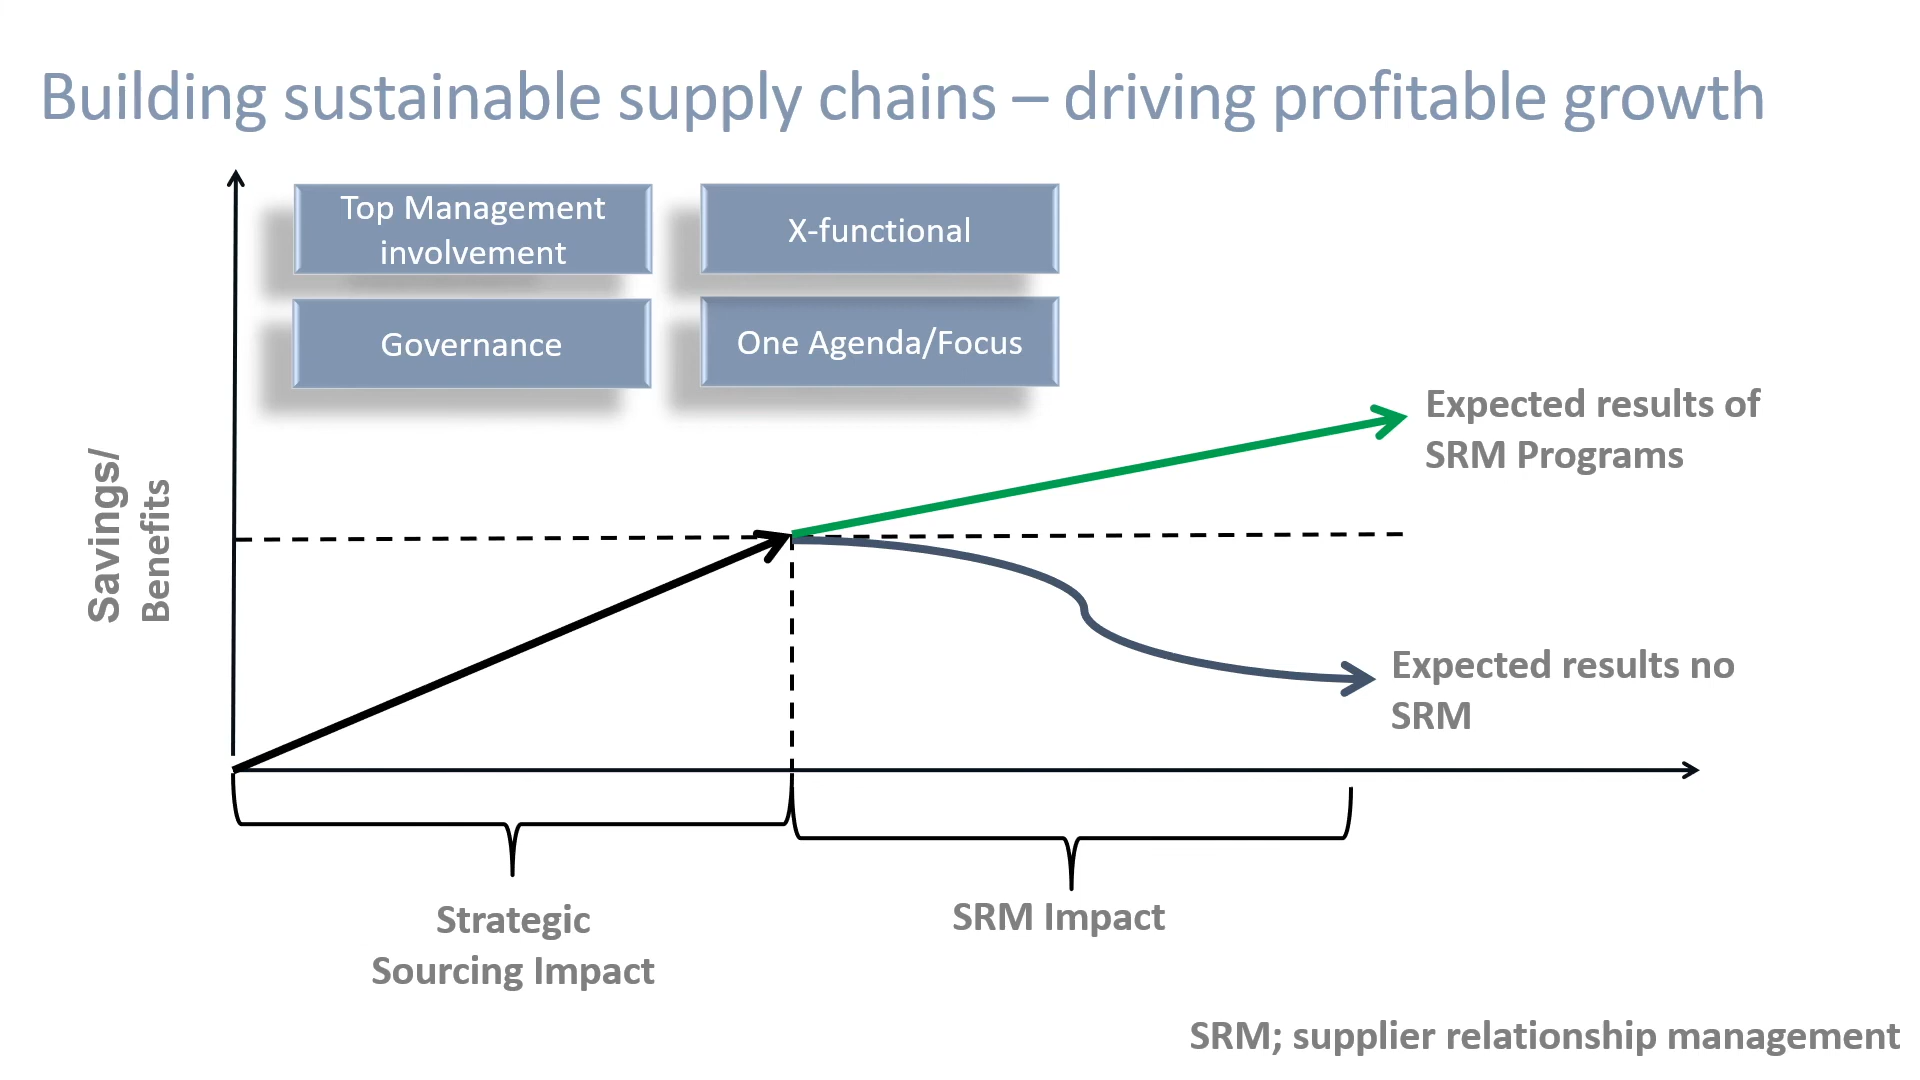 Building sustainable supply chains – driving profitable growth
Top Management
involvement
X-functional
Governance
One Agenda/Focus
Savings/
Benefits
Expected results of
SRM Programs
Expected results no
SRM
Strategic
Sourcing Impact
SRM Impact
SRM; supplier relationship management